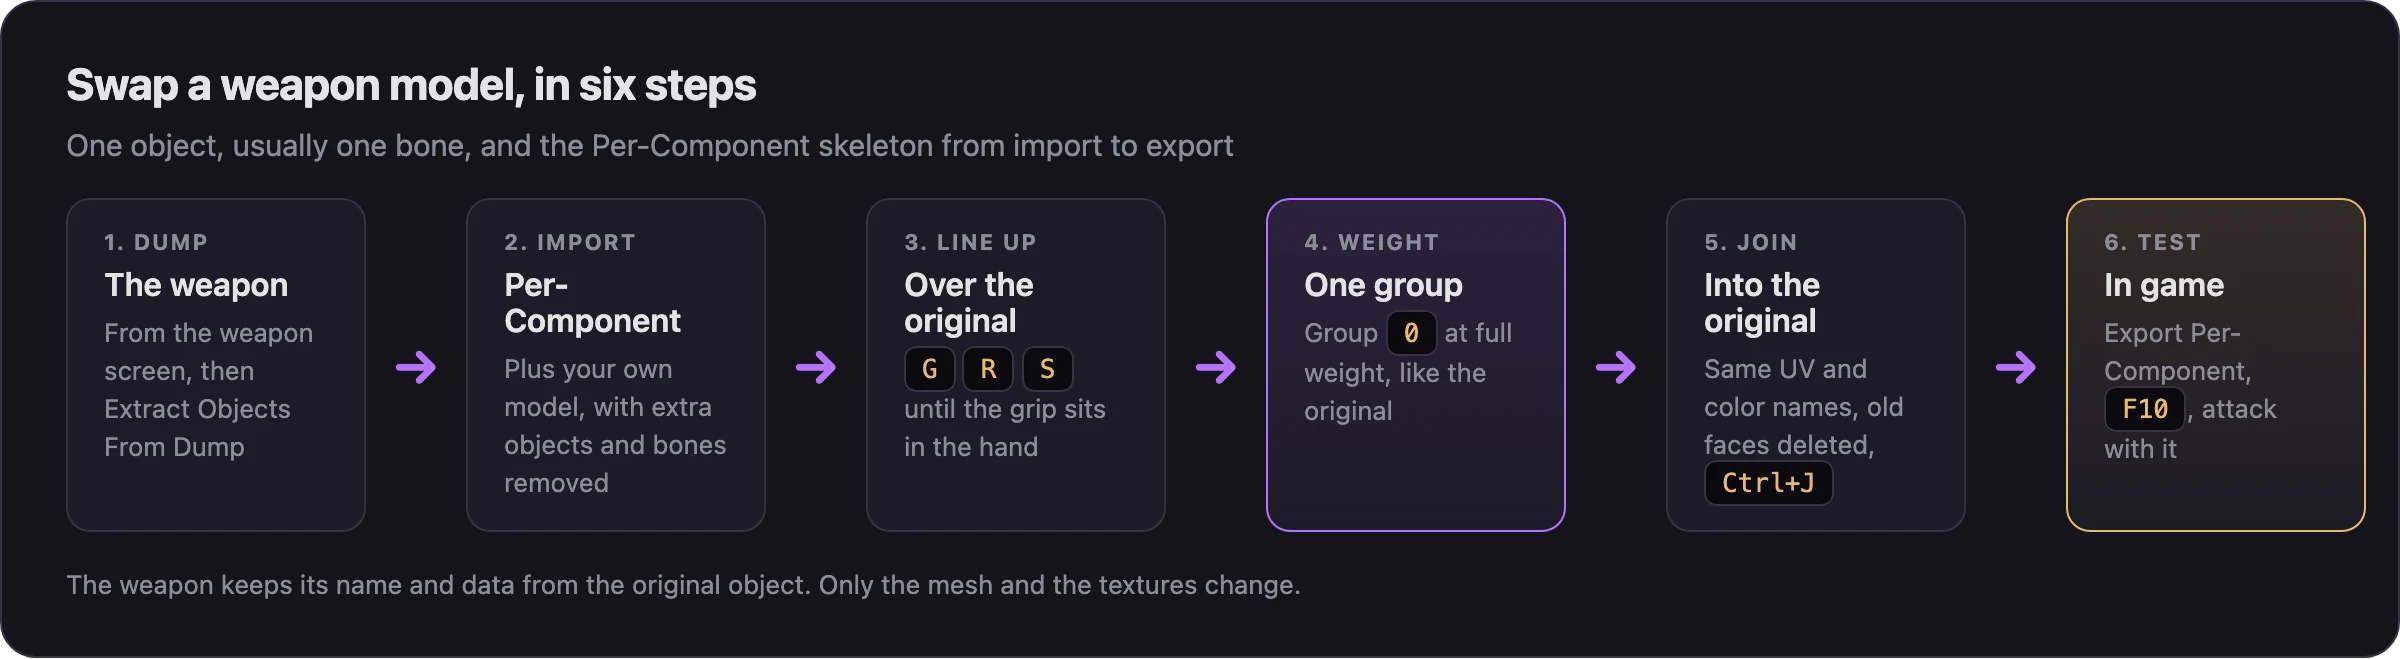 Swap a weapon model, in six steps
One object, usually one bone, and the Per-Component skeleton from import to export
1. DUMP
The weapon
From the weapon
screen, then
Extract Objects
From Dump
2. IMPORT
Per-
Component
Plus your own
model, with extra
objects and bones
removed
3. LINE UP
Over the
original
G R S
until the grip sits
in the hand
4. WEIGHT
One group
Group 0 at full
weight, like the
original
5. JOIN
Into the
original
Same UV and
color names, old
faces deleted,
Ctrl+J
6. TEST
In game
Export Per-
Component,
F10, attack
with it
The weapon keeps its name and data from the original object. Only the mesh and the textures change.